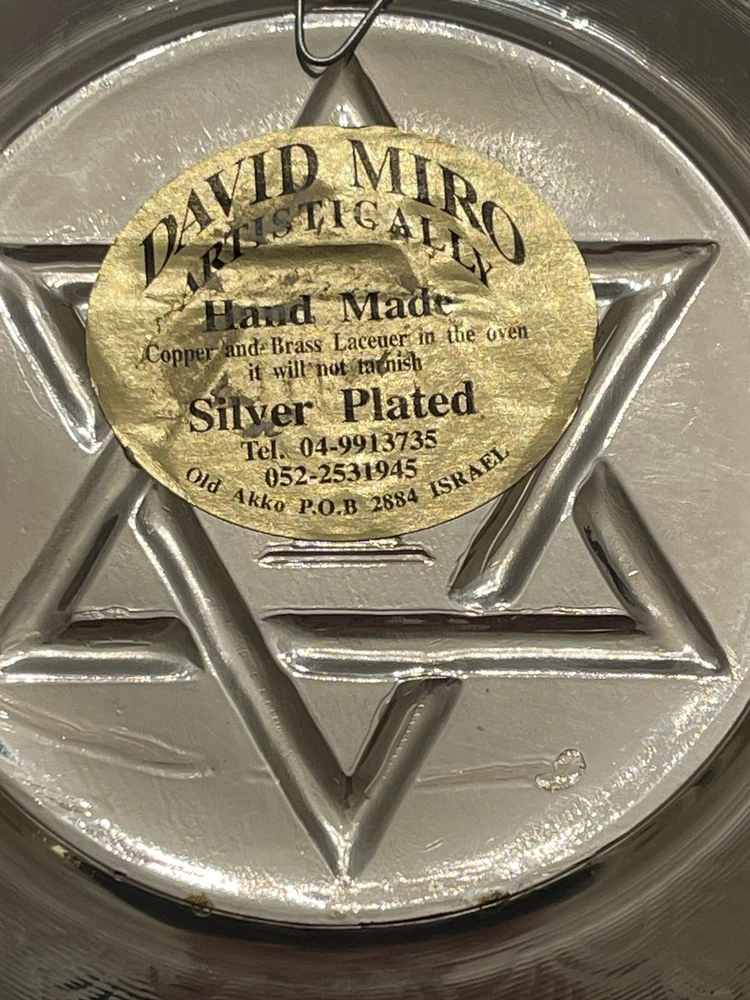 DAVID MIRO
ARTISTICALLY
Hand Made
Copper and Brass Laceuer in the oven
it will not tarnish
Silver Plated
Tel. 04-9913735
052-2531945
Old Akko P.O.B 2884 ISRAEL